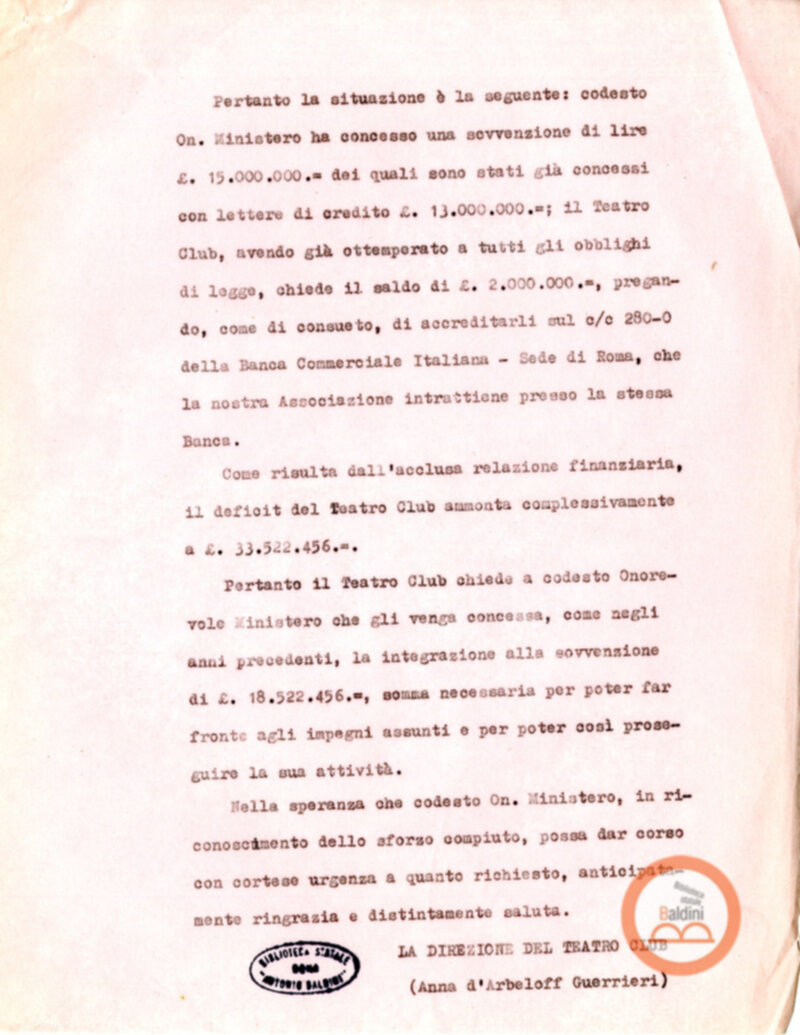 Pertanto la situazione è la seguente: codesto
On. Ministero ha concesso una sovvenzione di lire
£. 15.000.000.= dei quali sono stati già concessi
con lettere di credito £. 13.000.000.=; il Teatro
Club, avendo già ottemperato a tutti gli obblighi
di legge, chiede il saldo di £. 2.000.000.=, pregan-
do, come di consueto, di accreditarli sul c/c 280-0
della Banca Commerciale Italiana - Sede di Roma, che
la nostra Associazione intrattiene presso la stessa
Banca.
Come risulta dall'acclusa relazione finanziaria,
il deficit del Teatro Club ammonta complessivamente
a £. 33.522.456.=.
Pertanto il Teatro Club chiede a codesto Onore-
vole Ministero che gli venga concessa, come negli
anni precedenti, la integrazione alla sovvenzione
di £. 18.522.456.=, somma necessaria per poter far
fronte agli impegni assunti e per poter così prose-
guire la sua attività.
Nella speranza che codesto On. Ministero, in ri-
conoscimento dello sforzo compiuto, possa dar corso
con cortese urgenza a quanto richiesto, anticipata-
mente ringrazia e distintamente saluta.
LA DIREZIONE DEL TEATRO CLUB
(Anna d'Arbeloff Guerrieri)
BIBLIOTECA STATALE
ROMA
"ANTONIO BALDINI"
Biblioteca
statale
Baldini